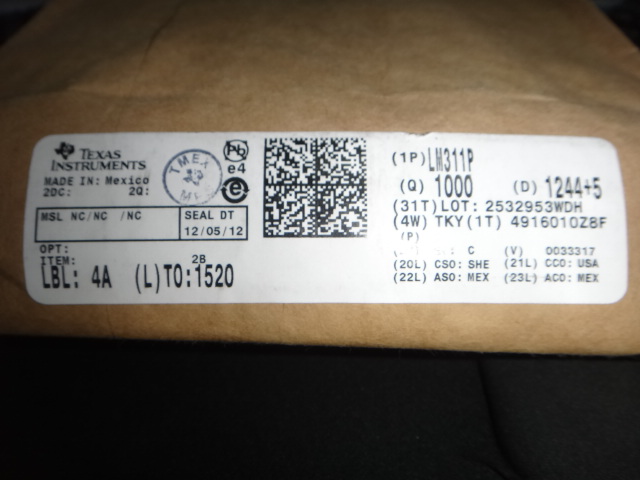 TEXAS
INSTRUMENTS
MADE IN: Mexico
2DC: 2Q:
MSL NC/NC /NC
SEAL DT
12/05/12
OPT:
ITEM:
2B
LBL: 4A (L)TO:1520
TMEX
Pb
e4
e
(1P)LM311P
(Q) 1000 (D) 1244+5
(31T)LOT: 2532953WDH
(4W) TKY(1T) 4916010Z8F
(P)
C (V) 0033317
(20L) CSO: SHE (21L) CCO: USA
(22L) ASO: MEX (23L) ACO: MEX